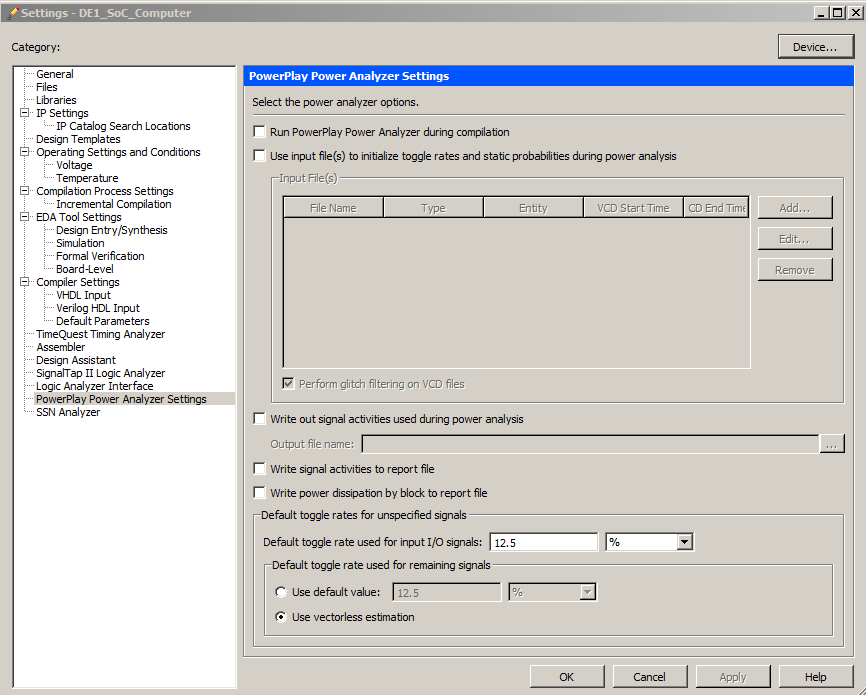 Settings - DE1_SoC_Computer
Category:
Device...
General
Files
Libraries
IP Settings
IP Catalog Search Locations
Design Templates
Operating Settings and Conditions
Voltage
Temperature
Compilation Process Settings
Incremental Compilation
EDA Tool Settings
Design Entry/Synthesis
Simulation
Formal Verification
Board-Level
Compiler Settings
VHDL Input
Verilog HDL Input
Default Parameters
TimeQuest Timing Analyzer
Assembler
Design Assistant
SignalTap II Logic Analyzer
Logic Analyzer Interface
PowerPlay Power Analyzer Settings
SSN Analyzer
PowerPlay Power Analyzer Settings
Select the power analyzer options.
Run PowerPlay Power Analyzer during compilation
Use input file(s) to initialize toggle rates and static probabilities during power analysis
Input File(s)
File Name Type Entity VCD Start Time CD End Time
Add...
Edit...
Remove
Perform glitch filtering on VCD files
Write out signal activities used during power analysis
Output file name: ...
Write signal activities to report file
Write power dissipation by block to report file
Default toggle rates for unspecified signals
Default toggle rate used for input I/O signals: 12.5 %
Default toggle rate used for remaining signals
Use default value: 12.5 %
Use vectorless estimation
OK Cancel Apply Help